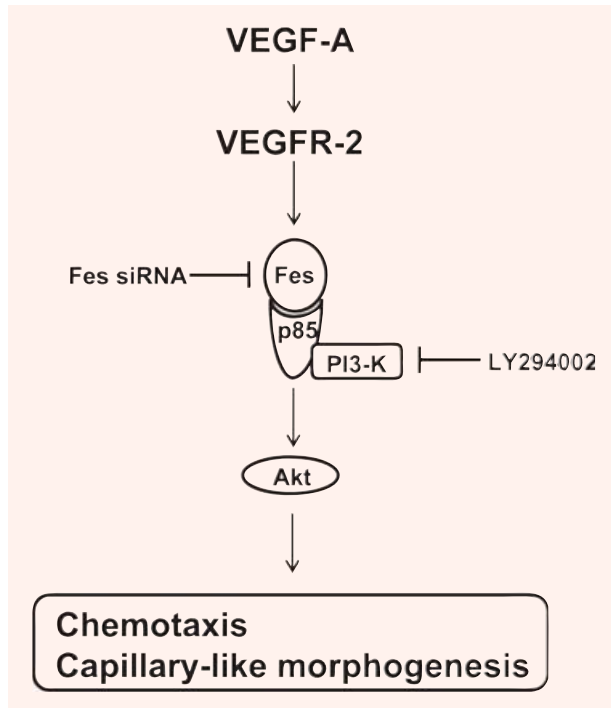 VEGF-A
VEGFR-2
Fes siRNA
Fes
p85
PI3-K
LY294002
Akt
Chemotaxis
Capillary-like morphogenesis